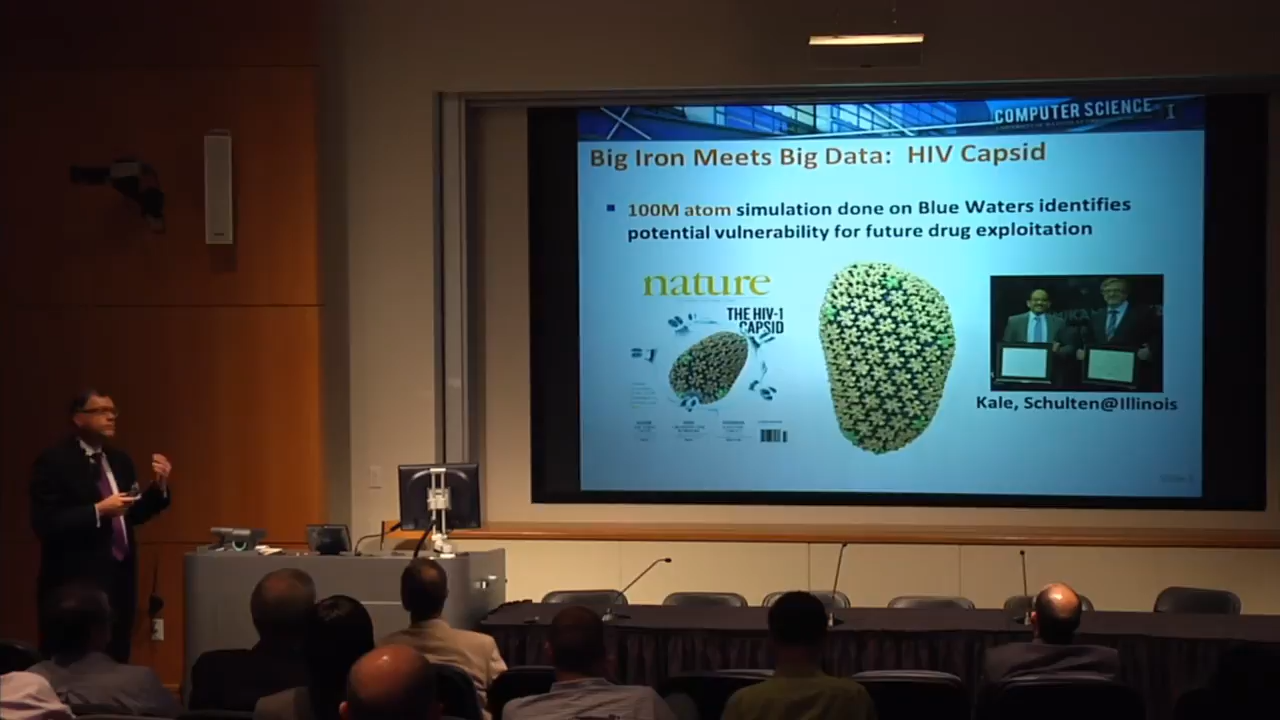 COMPUTER SCIENCE
Big Iron Meets Big Data: HIV Capsid
100M atom simulation done on Blue Waters identifies
potential vulnerability for future drug exploitation
nature
THE HIV-1
CAPSID
Kale, Schulten@Illinois